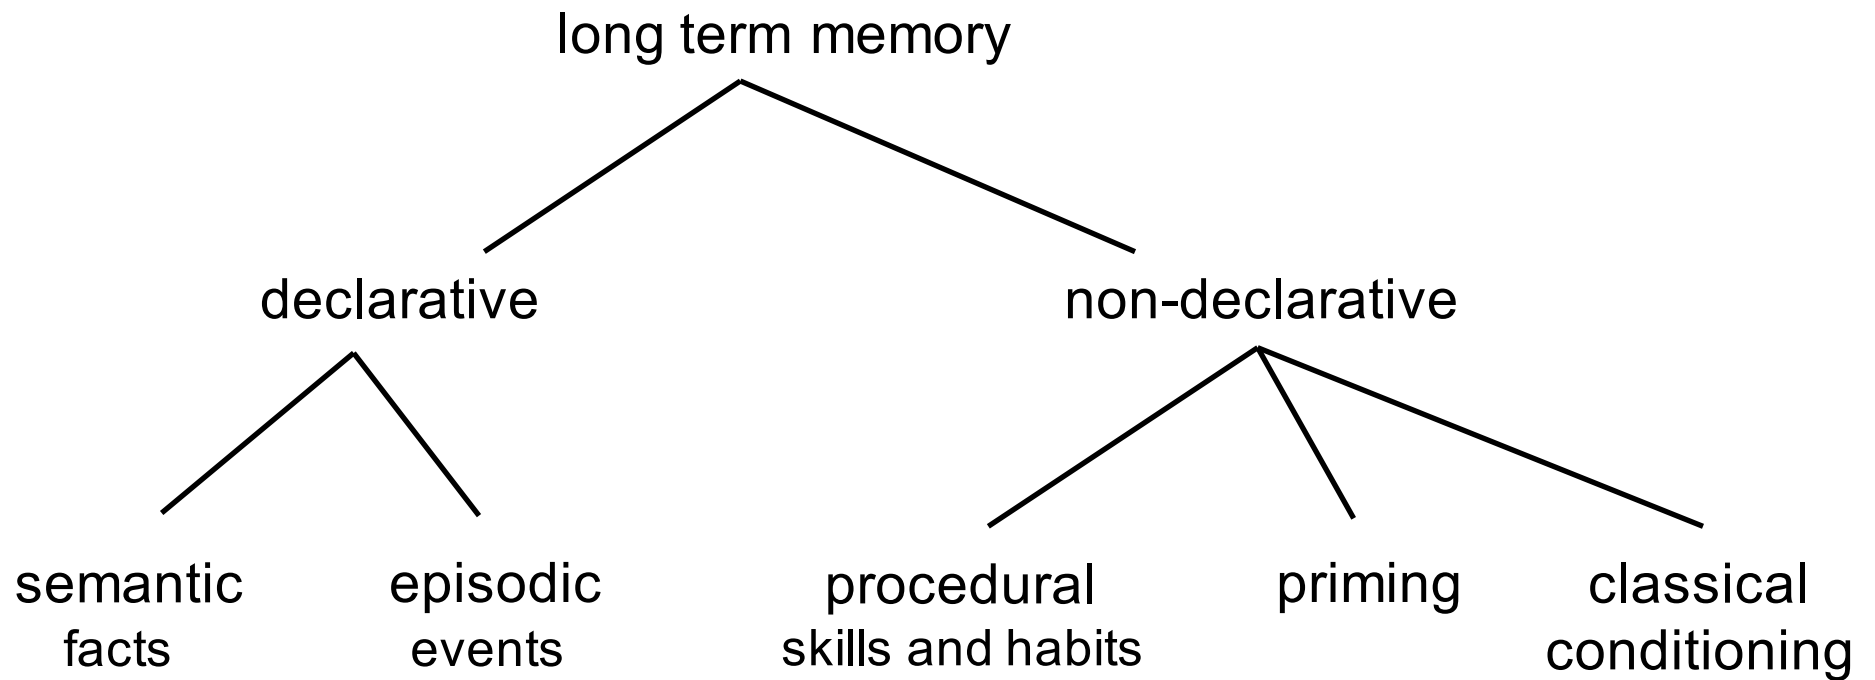 long term memory
declarative
non-declarative
semantic
facts
episodic
events
procedural
skills and habits
priming
classical
conditioning